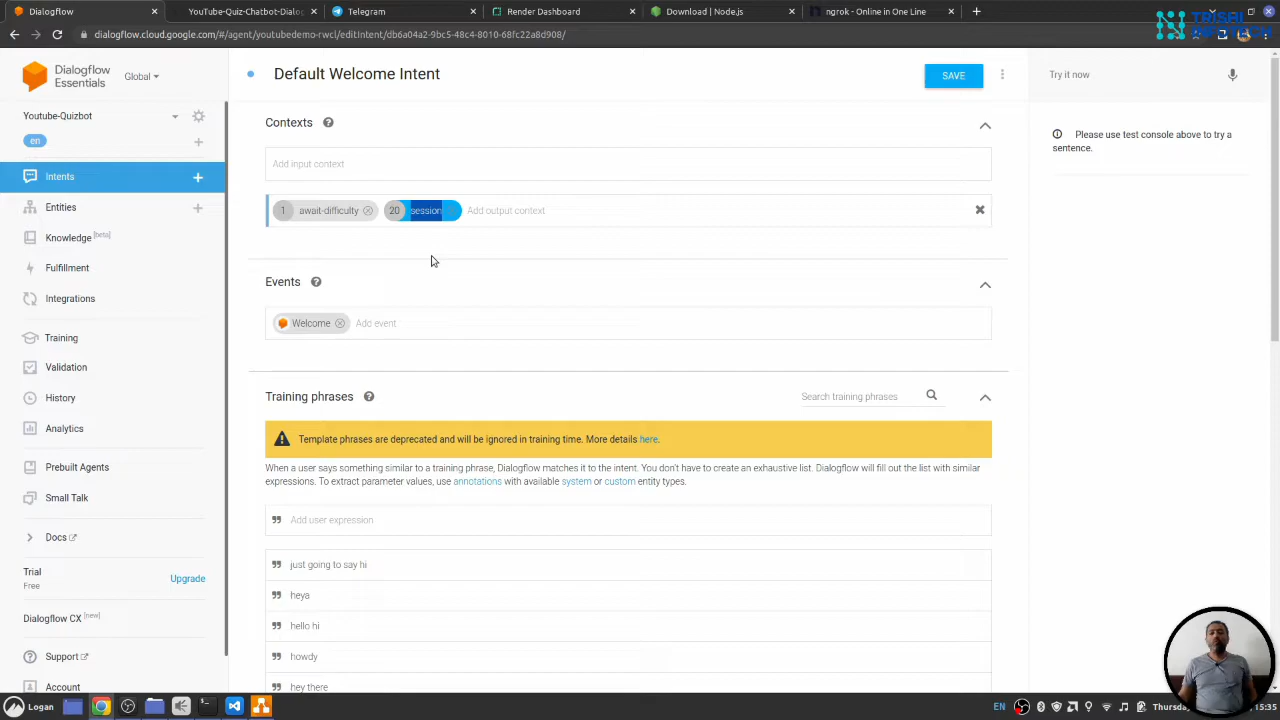 Dialogflow
YouTube-Quiz-Chatbot-Dialog
Telegram
Render Dashboard
Download | Node.js
ngrok - Online in One Line
dialogflow.cloud.google.com/#/agent/youtubedemo-rwcl/editIntent/db6a04a2-9bc5-48c4-8010-68fc22a8d908/
TRISBI
INFOTECH
Dialogflow
Essentials
Global
Default Welcome Intent
SAVE
Try it now
Youtube-Quizbot
en
Intents
Entities
Knowledge [beta]
Fulfillment
Integrations
Training
Validation
History
Analytics
Prebuilt Agents
Small Talk
Docs
Trial
Free
Upgrade
Dialogflow CX [new]
Support
Account
Contexts
Add input context
1 await-difficulty 20 session Add output context
Events
Welcome Add event
Training phrases
Search training phrases
Template phrases are deprecated and will be ignored in training time. More details here.
When a user says something similar to a training phrase, Dialogflow matches it to the intent. You don't have to create an exhaustive list. Dialogflow will fill out the list with similar
expressions. To extract parameter values, use annotations with available system or custom entity types.
Add user expression
just going to say hi
heya
hello hi
howdy
hey there
Please use test console above to try a
sentence.
Logan
EN
Thursday,
15:35